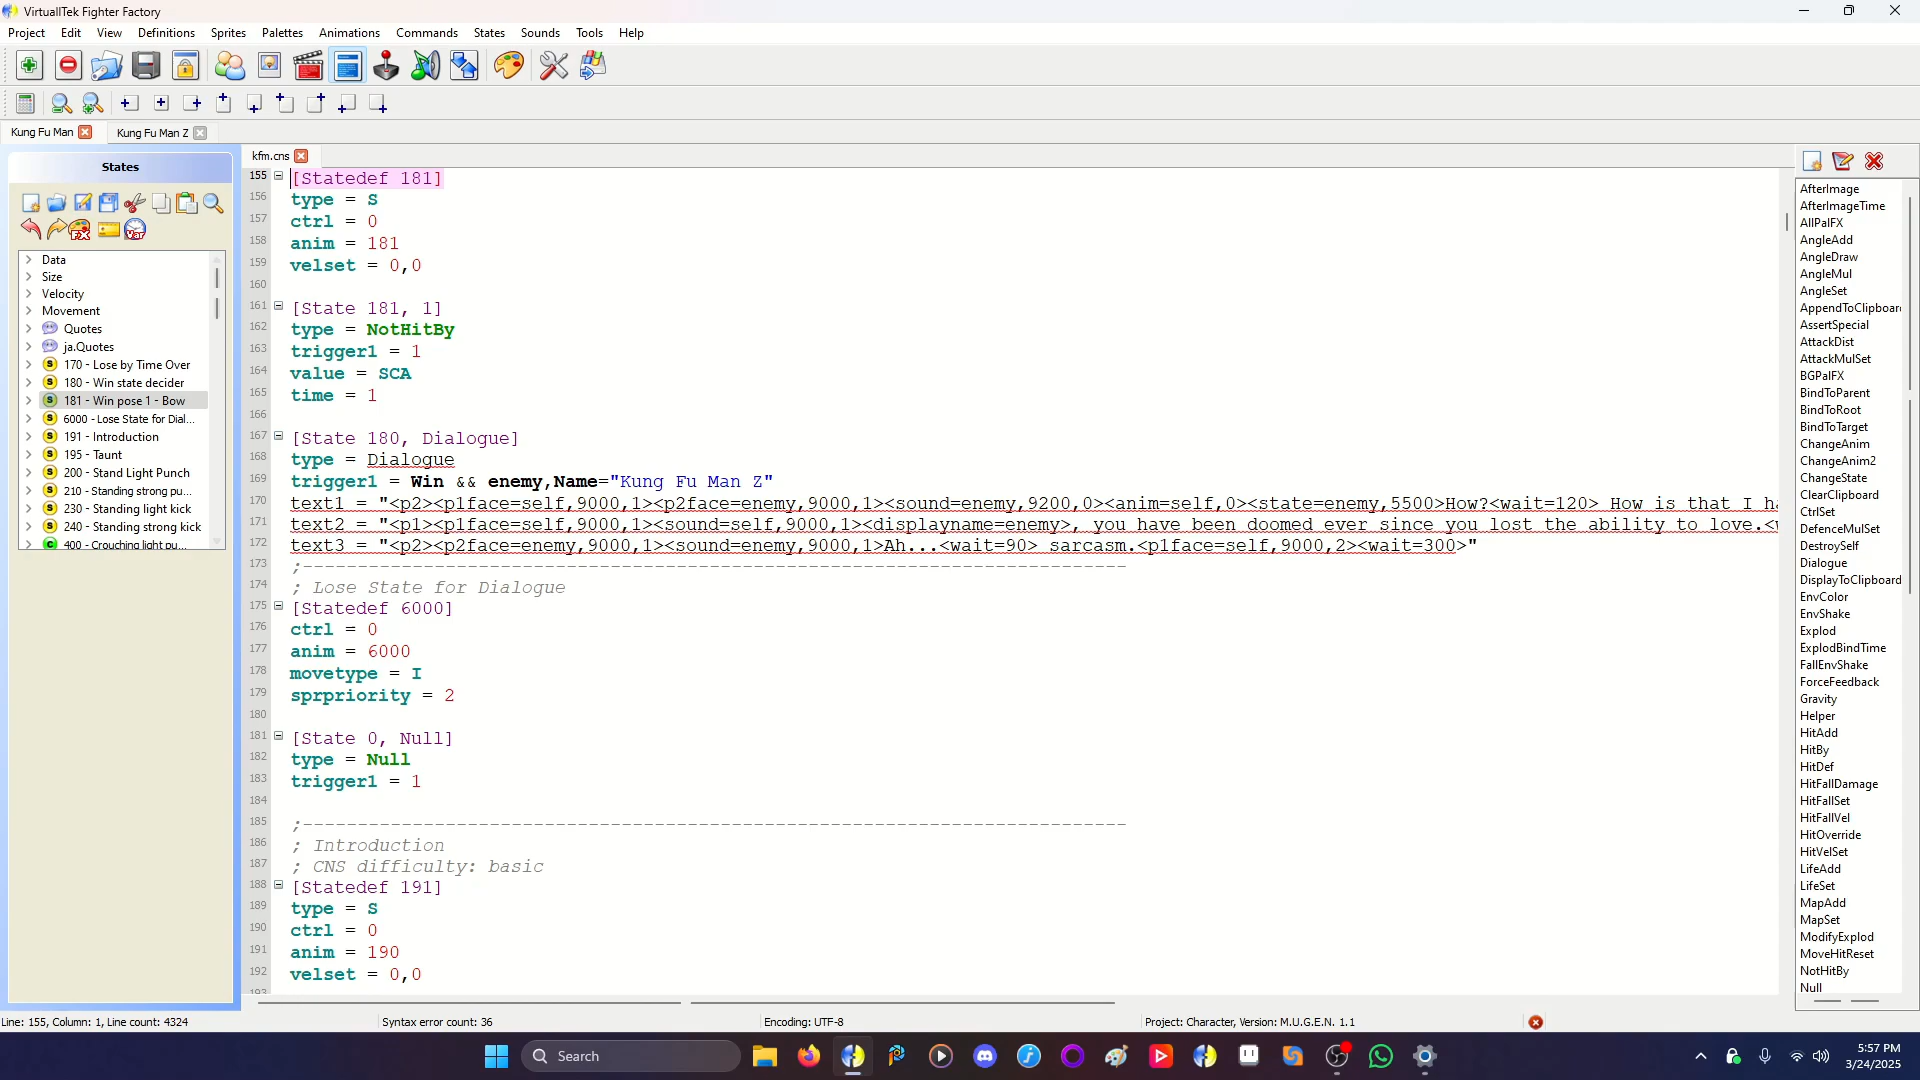 VirtuallTek Fighter Factory
Project Edit View Definitions Sprites Palettes Animations Commands States Sounds Tools Help
Kung Fu Man
Kung Fu Man Z
States
FX
Var
Data
Size
Velocity
Movement
Quotes
ja.Quotes
170 - Lose by Time Over
180 - Win state decider
181 - Win pose 1 - Bow
6000 - Lose State for Dial...
191 - Introduction
195 - Taunt
200 - Stand Light Punch
210 - Standing strong pu...
230 - Standing light kick
240 - Standing strong kick
400 - Crouching light pu...
kfm.cns
155 [Statedef 181]
156 type = S
157 ctrl = 0
158 anim = 181
159 velset = 0,0
160
161 [State 181, 1]
162 type = NotHitBy
163 trigger1 = 1
164 value = SCA
165 time = 1
166
167 [State 180, Dialogue]
168 type = Dialogue
169 trigger1 = Win && enemy,Name="Kung Fu Man Z"
170 text1 = "<p2><p1face=self,9000,1><p2face=enemy,9000,1><sound=enemy,9200,0><anim=self,0><state=enemy,5500>How?<wait=120> How is that I ha
171 text2 = "<p1><p1face=self,9000,1><sound=self,9000,1><displayname=enemy>, you have been doomed ever since you lost the ability to love.<w
172 text3 = "<p2><p2face=enemy,9000,1><sound=enemy,9000,1>Ah...<wait=90> sarcasm.<p1face=self,9000,2><wait=300>"
173 ;---------------------------------------------------------------------------
174 ; Lose State for Dialogue
175 [Statedef 6000]
176 ctrl = 0
177 anim = 6000
178 movetype = I
179 sprpriority = 2
180
181 [State 0, Null]
182 type = Null
183 trigger1 = 1
184
185 ;---------------------------------------------------------------------------
186 ; Introduction
187 ; CNS difficulty: basic
188 [Statedef 191]
189 type = S
190 ctrl = 0
191 anim = 190
192 velset = 0,0
193
AfterImage
AfterImageTime
AllPalFX
AngleAdd
AngleDraw
AngleMul
AngleSet
AppendToClipboar
AssertSpecial
AttackDist
AttackMulSet
BGPalFX
BindToParent
BindToRoot
BindToTarget
ChangeAnim
ChangeAnim2
ChangeState
ClearClipboard
CtrlSet
DefenceMulSet
DestroySelf
Dialogue
DisplayToClipboard
EnvColor
EnvShake
Explod
ExplodBindTime
FallEnvShake
ForceFeedback
Gravity
Helper
HitAdd
HitBy
HitDef
HitFallDamage
HitFallSet
HitFallVel
HitOverride
HitVelSet
LifeAdd
LifeSet
MapAdd
MapSet
ModifyExplod
MoveHitReset
NotHitBy
Null
Line: 155, Column: 1, Line count: 4324
Syntax error count: 36
Encoding: UTF-8
Project: Character, Version: M.U.G.E.N. 1.1
Search
5:57 PM
3/24/2025